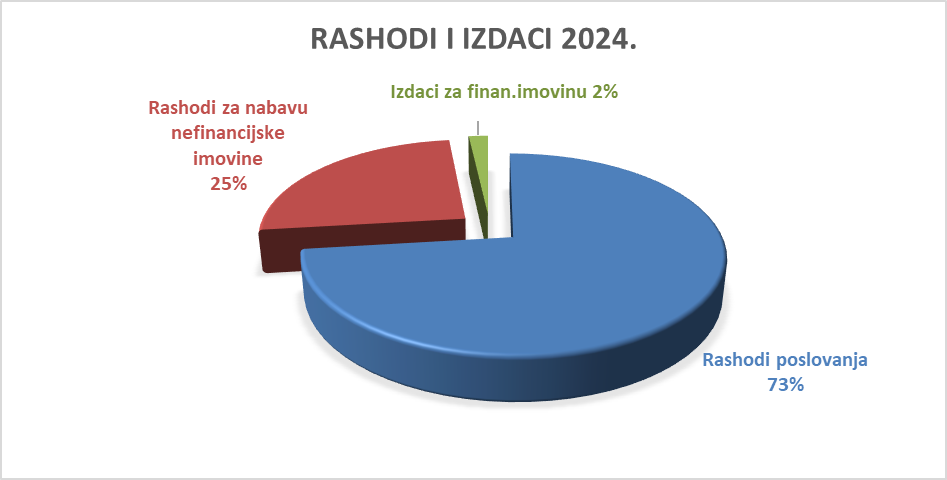 RASHODI I IZDACI 2024.
Izdaci za finan.imovinu 2%
Rashodi za nabavu
nefinancijske
imovine
25%
Rashodi poslovanja
73%